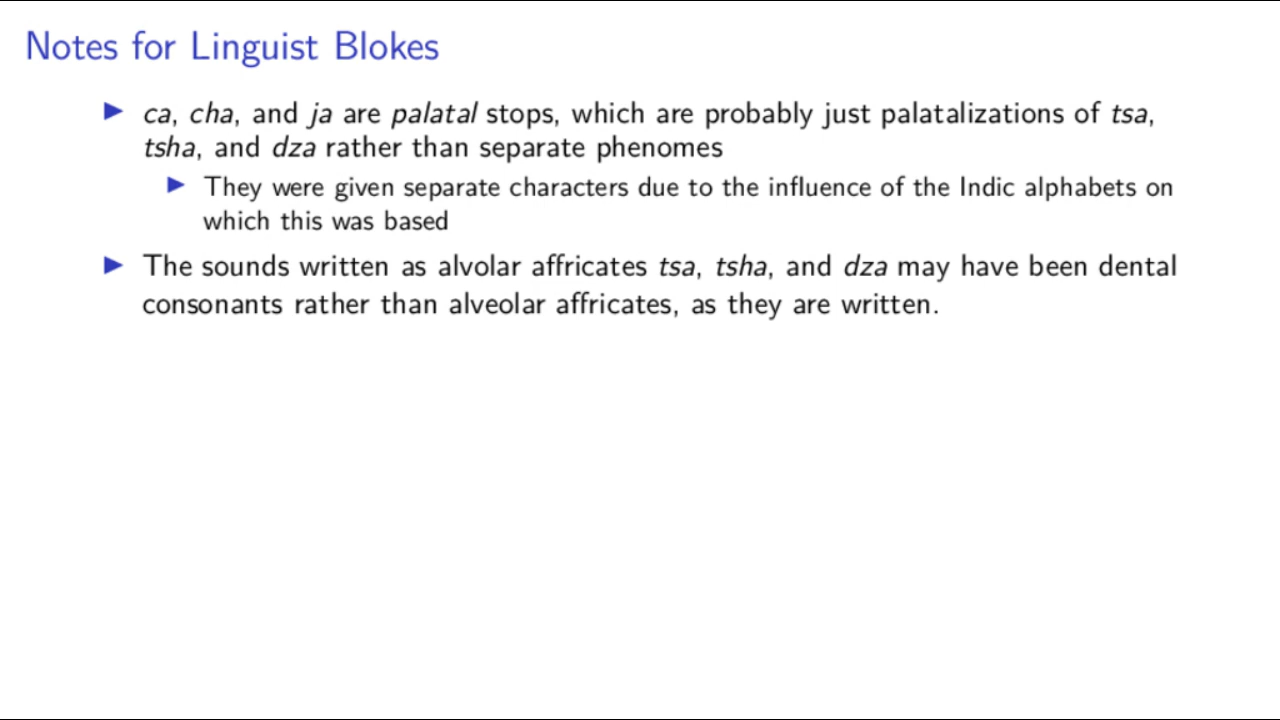 Notes for Linguist Blokes
▶ ca, cha, and ja are palatal stops, which are probably just palatalizations of tsa,
tsha, and dza rather than separate phenomes
▶ They were given separate characters due to the influence of the Indic alphabets on
which this was based
▶ The sounds written as alvolar affricates tsa, tsha, and dza may have been dental
consonants rather than alveolar affricates, as they are written.